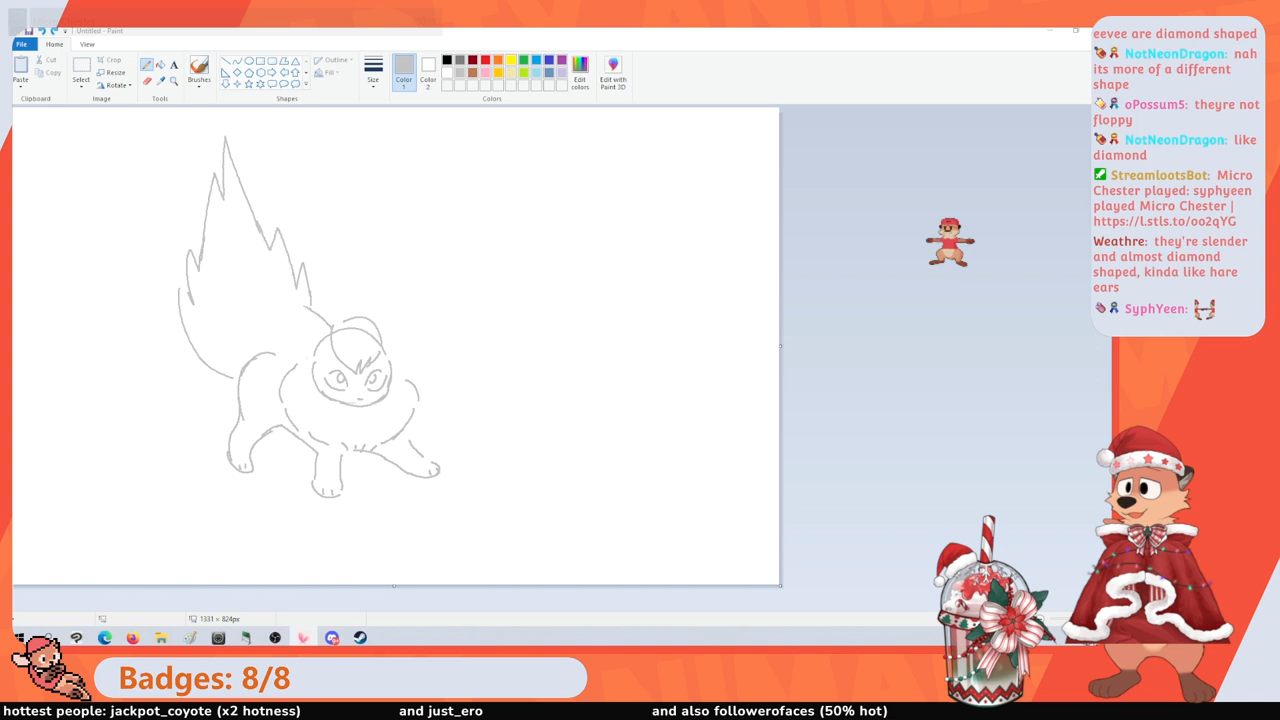 Untitled - Paint
File Home View
Paste
Cut
Copy
Clipboard
Select
Crop
Resize
Rotate
Image
Tools
Brushes
Shapes
Outline
Fill
Size
Color 1
Color 2
Edit colors
Colors
Edit with Paint 3D
eevee are diamond shaped
NotNeonDragon: nah
its more of a different
shape
oPossum5: theyre not
floppy
NotNeonDragon: like
diamond
StreamlootsBot: Micro
Chester played: syphyeen
played Micro Chester |
https://l.stls.to/oo2qYG
Weathre: they're slender
and almost diamond
shaped, kinda like hare
ears
SyphYeen:
1331 × 824px
Badges: 8/8
hottest people: jackpot_coyote (x2 hotness) and just_ero and also followerofaces (50% hot)